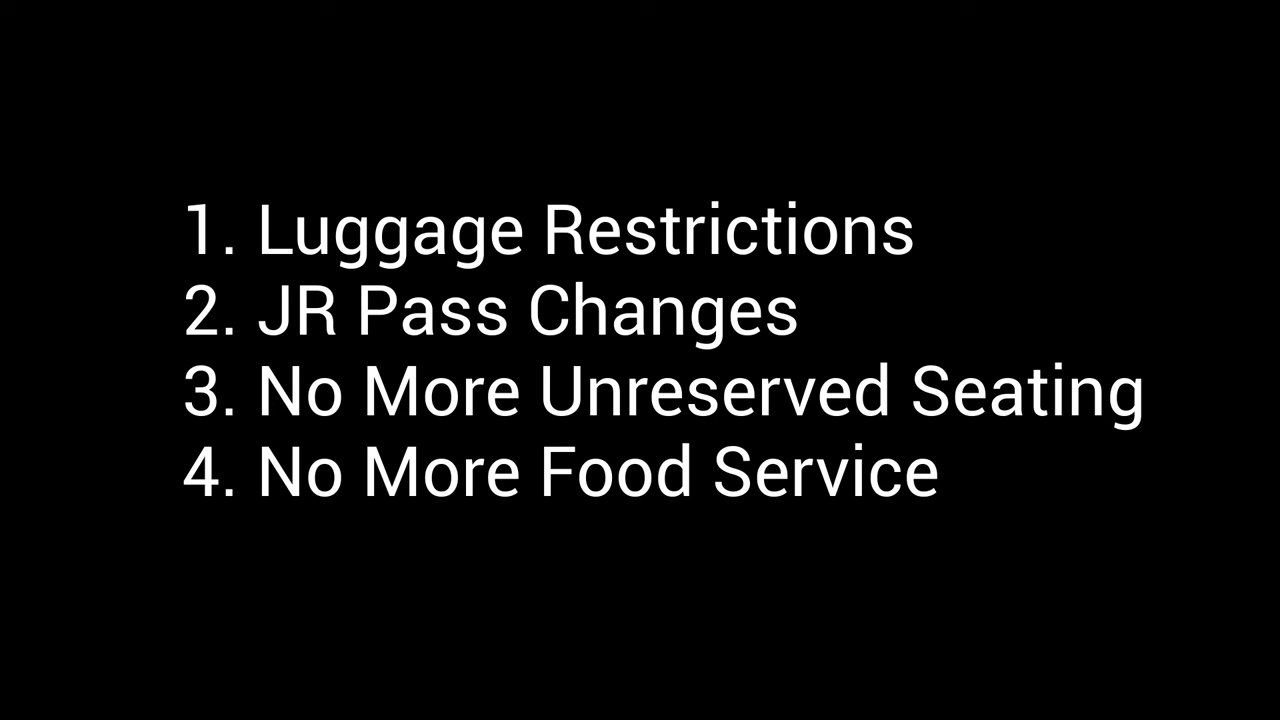 1. Luggage Restrictions
2. JR Pass Changes
3. No More Unreserved Seating
4. No More Food Service